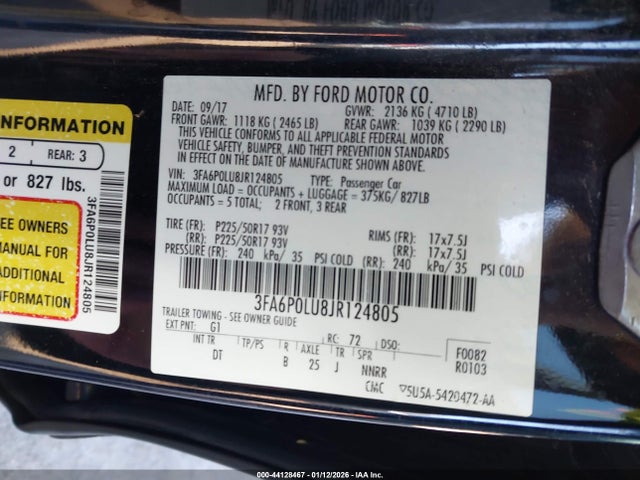 INFORMATION
2 REAR: 3
or 827 lbs.
EE OWNERS
MANUAL FOR
ADDITIONAL
NFORMATION
3FA6P0LU8JR124805
MFD. BY FORD MOTOR CO.
DATE: 09/17 GVWR: 2136 KG ( 4710 LB)
FRONT GAWR: 1118 KG ( 2465 LB) REAR GAWR: 1039 KG ( 2290 LB)
THIS VEHICLE CONFORMS TO ALL APPLICABLE FEDERAL MOTOR
VEHICLE SAFETY, BUMPER, AND THEFT PREVENTION STANDARDS
IN EFFECT ON THE DATE OF MANUFACTURE SHOWN ABOVE.
VIN: 3FA6P0LU8JR124805 TYPE: Passenger Car
MAXIMUM LOAD = OCCUPANTS + LUGGAGE = 375KG/ 827LB
OCCUPANTS = 5 TOTAL; 2 FRONT, 3 REAR
TIRE (FR): P225/50R17 93V RIMS (FR): 17x7.5J
(RR): P225/50R17 93V (RR): 17x7.5J
PRESSURE (FR): 240 kPa/ 35 PSI COLD (RR): 240 kPa/ 35 PSI COLD
3FA6P0LU8JR124805
TRAILER TOWING - SEE OWNER GUIDE
EXT PNT: G1 RC: 72 DSO: F0082
INT TR TP/PS R AXLE TR SPR R0103
DT B 25 J NNRR
CMC 5U5A-5420472-AA
000-44128467 - 01/12/2026 - IAA Inc.